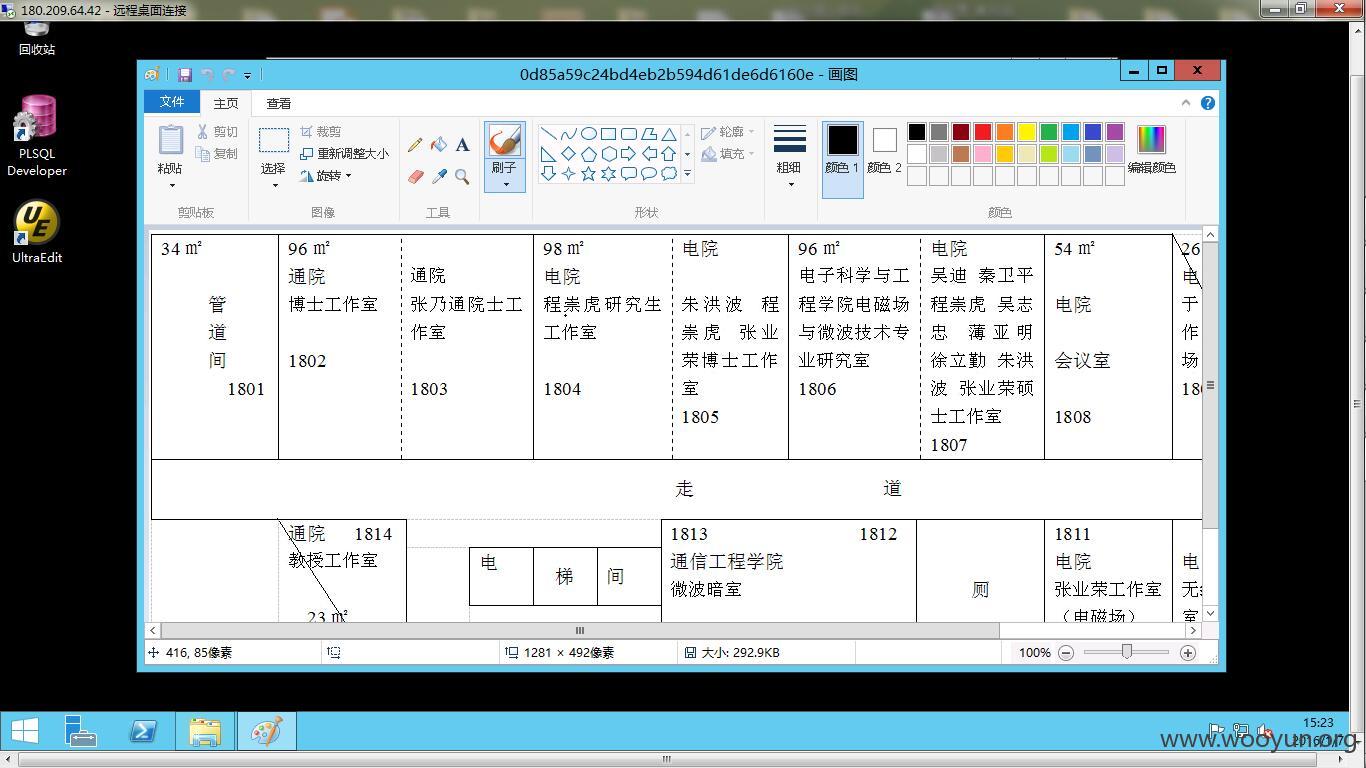 180.209.64.42 - 远程桌面连接
回收站
PLSQL
Developer
UltraEdit
0d85a59c24bd4eb2b594d61de6d6160e - 画图
文件
主页
查看
粘贴
剪切
复制
剪贴板
选择
裁剪
重新调整大小
旋转
图像
A
工具
刷子
轮廓
填充
形状
粗细
颜色 1
颜色 2
编辑颜色
颜色
34 ㎡
管
道
间
1801
96 ㎡
通院
博士工作室
1802
通院
张乃通院士工
作室
1803
98 ㎡
电院
程崇虎研究生
工作室
1804
电院
朱洪波 程
崇虎 张业
荣博士工作
室
1805
96 ㎡
电子科学与工
程学院电磁场
与微波技术专
业研究室
1806
电院
吴迪 秦卫平
程崇虎 吴志
忠 薄亚明
徐立勤 朱洪
波 张业荣硕
士工作室
1807
54 ㎡
电院
会议室
1808
26
电
于
作
场
走 道
通院 1814
教授工作室
23 ㎡
电 梯 间
1813 1812
通信工程学院
微波暗室
厕
1811
电院
张业荣工作室
（电磁场）
电
室
416, 85像素
1281 × 492像素
大小: 292.9KB
100%
15:23
2016/1/7
www.wooyun.org